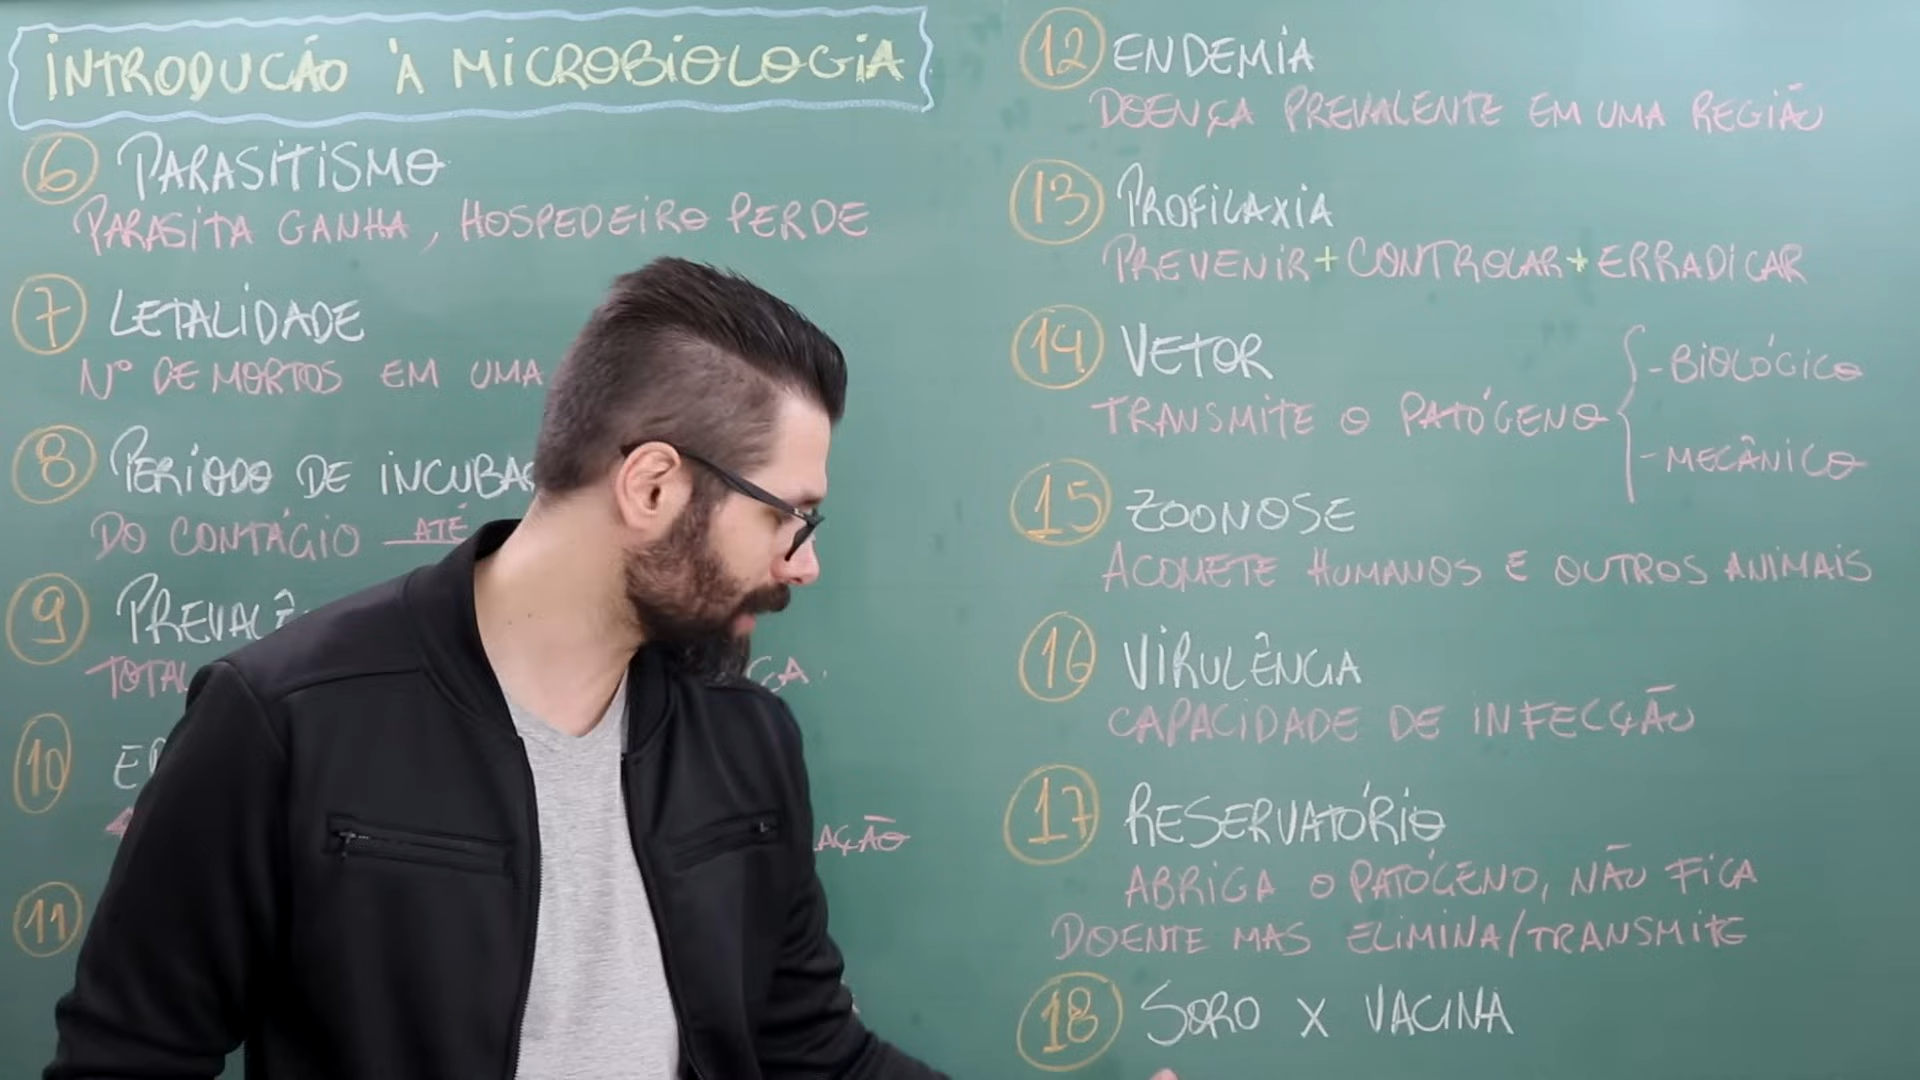 INTRODUCÃO À MICROBIOLOGIA
6 PARASITISMO
PARASITA GANHA, HOSPEDEIRO PERDE
7 LETALIDADE
Nº DE MORTOS EM UMA
8 PERÍODO DE
DO CONTÁGIO ATÉ
9
TOTAL
10
11
12 ENDEMIA
DOENÇA PREVALENTE EM UMA REGIÃO
13 PROFILAXIA
PREVENIR + CONTROLAR + ERRADICAR
14 VETOR
TRANSMITE O PATÓGENO
- BIOLÓGICO
- MECÂNICO
15 ZOONOSE
ACOMETE HUMANOS E OUTROS ANIMAIS
16 VIRULÊNCIA
CAPACIDADE DE INFECÇÃO
17 RESERVATÓRIO
ABRIGA O PATÓGENO, NÃO FICA
DOENTE MAS ELIMINA/TRANSMITE
18 SORO X VACINA